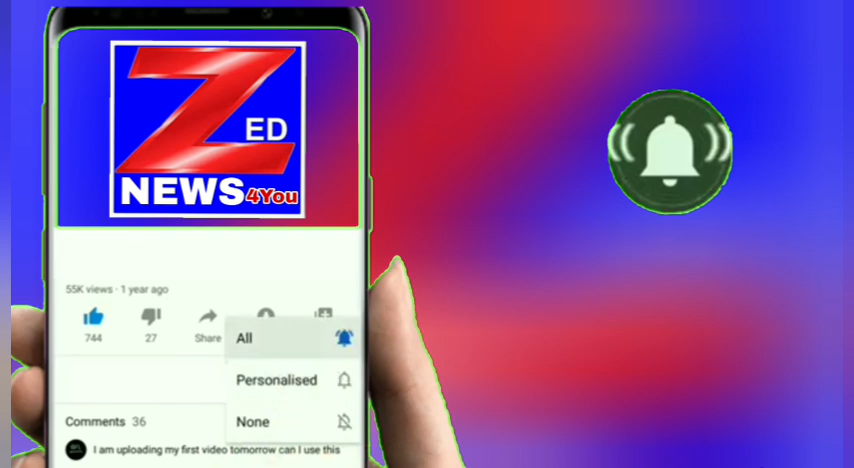 Z ED
NEWS 4You
55K views · 1 year ago
744 27 Share
All
Personalised
None
Comments 36
I am uploading my first video tomorrow can I use this